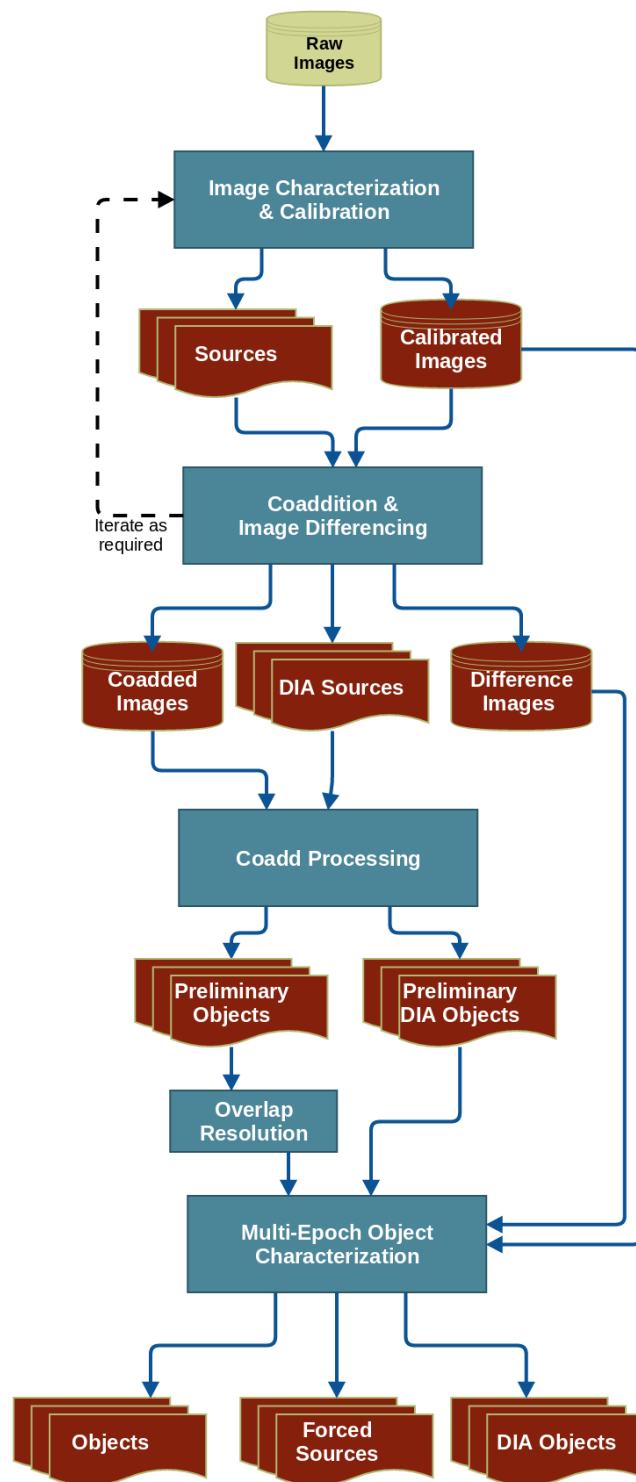 Raw
Images
Image Characterization
& Calibration
Sources
Calibrated
Images
Coaddition &
Image Differencing
Iterate as
required
Coadded
Images
DIA Sources
Difference
Images
Coadd Processing
Preliminary
Objects
Preliminary
DIA Objects
Overlap
Resolution
Multi-Epoch Object
Characterization
Objects
Forced
Sources
DIA Objects